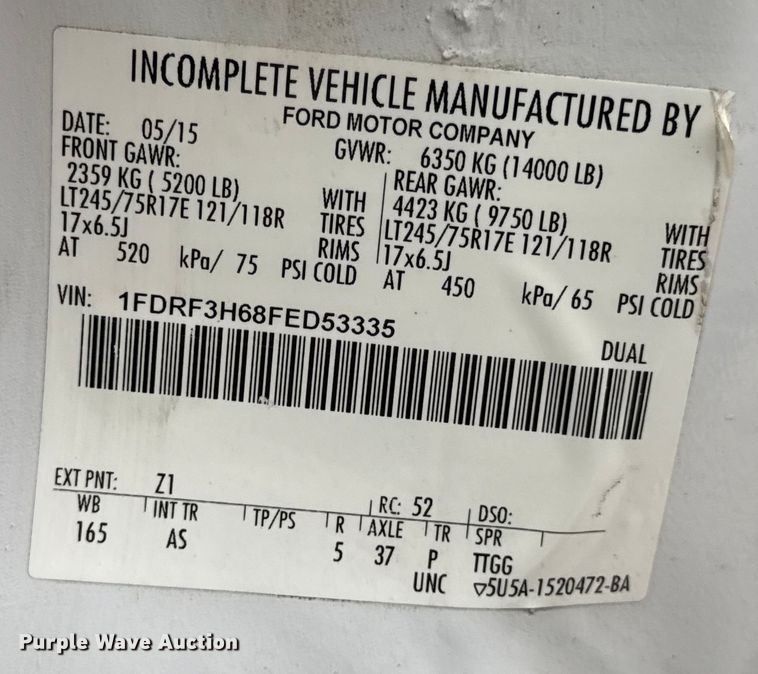 INCOMPLETE VEHICLE MANUFACTURED BY
FORD MOTOR COMPANY
DATE: 05/15 GVWR: 6350 KG (14000 LB)
FRONT GAWR: REAR GAWR:
2359 KG ( 5200 LB) WITH 4423 KG ( 9750 LB) WITH
LT245/75R17E 121/118R TIRES LT245/75R17E 121/118R TIRES
17x6.5J RIMS 17x6.5J RIMS
AT 520 kPa/ 75 PSI COLD AT 450 kPa/ 65 PSI COLD
VIN: 1FDRF3H68FED53335
DUAL
EXT PNT: Z1 RC: 52 DSO:
WB INT TR TP/PS R AXLE TR SPR
165 AS 5 37 P TTGG
UNC ▽5U5A-1520472-BA
Purple Wave Auction